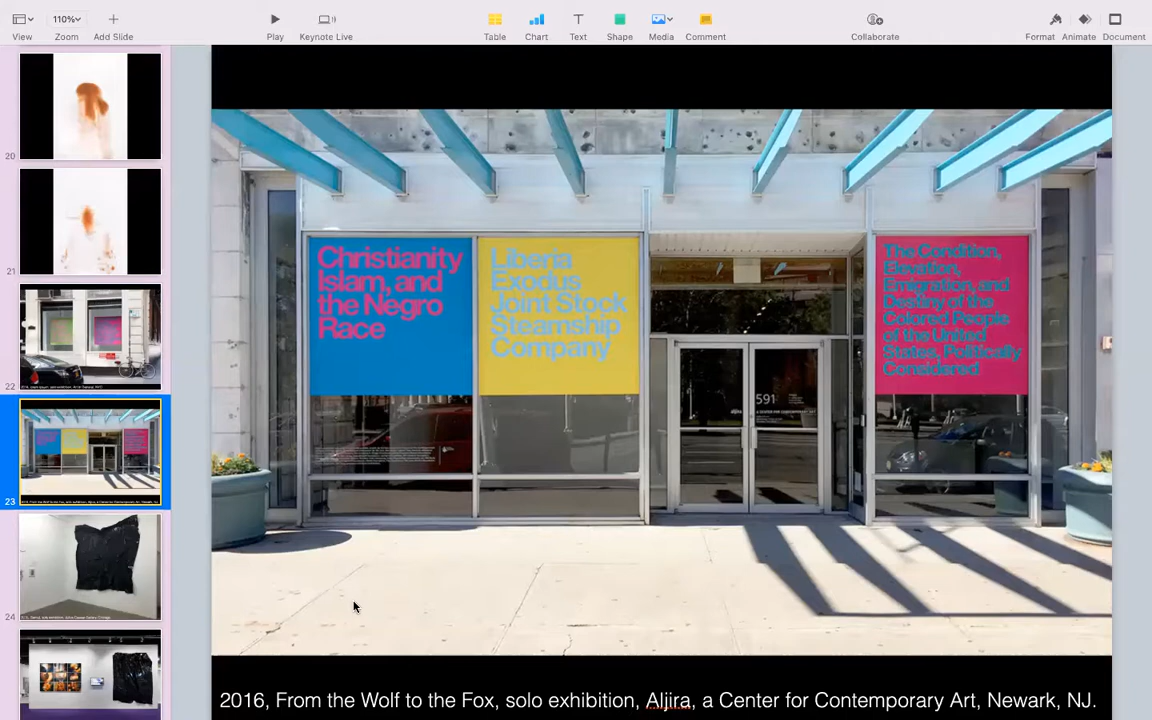 110%
View
Zoom
Add Slide
Play
Keynote Live
Table
Chart
Text
Shape
Media
Comment
Collaborate
Format
Animate
Document
20
21
22
23
24
Christianity
Islam, and
the Negro
Race
Liberia
Exodus
Joint Stock
Steamship
Company
591
The Condition,
Elevation,
Emigration, and
Destiny of the
Colored People
of the United
States, Politically
Considered
2016, From the Wolf to the Fox, solo exhibition, Aljira, a Center for Contemporary Art, Newark, NJ.